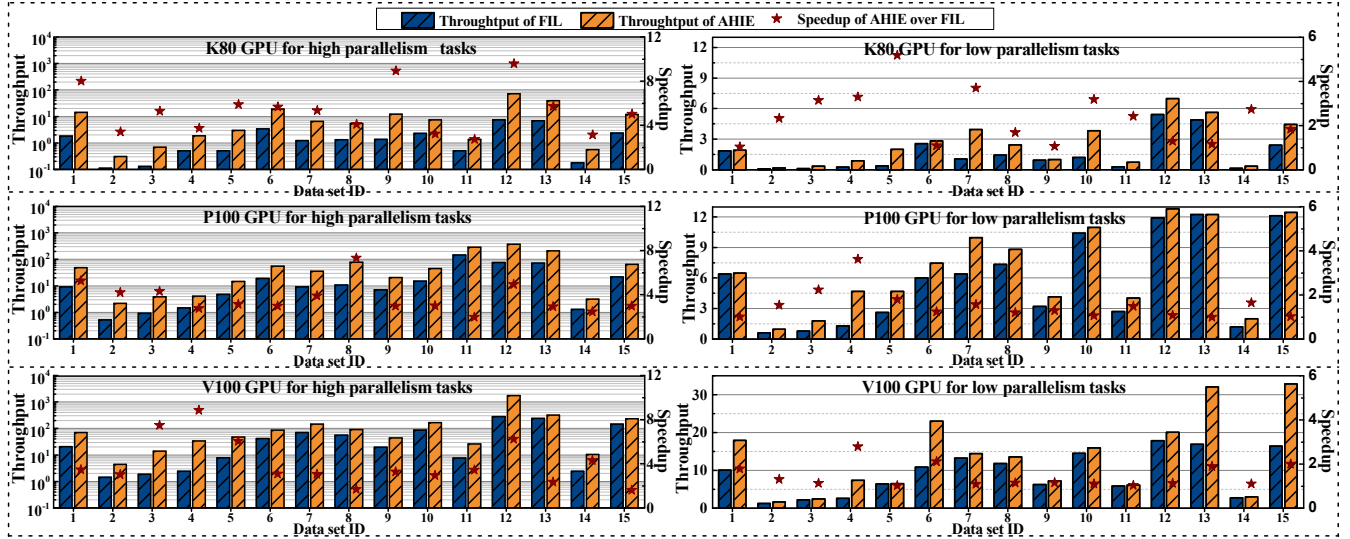 Throughtput of FIL Throughtput of AHIE Speedup of AHIE over FIL
K80 GPU for high parallelism tasks
Throughput
10^4
10^3
10^2
10^1
10^0
10^-1
12
8
4
0
Speedup
1 2 3 4 5 6 7 8 9 10 11 12 13 14 15
Data set ID
K80 GPU for low parallelism tasks
Throughput
12
9
6
3
0
6
4
2
0
Speedup
1 2 3 4 5 6 7 8 9 10 11 12 13 14 15
Data set ID
P100 GPU for high parallelism tasks
Throughput
10^4
10^3
10^2
10^1
10^0
10^-1
12
8
4
0
Speedup
1 2 3 4 5 6 7 8 9 10 11 12 13 14 15
Data set ID
P100 GPU for low parallelism tasks
Throughput
12
9
6
3
0
6
5
4
3
2
1
0
Speedup
1 2 3 4 5 6 7 8 9 10 11 12 13 14 15
Data set ID
V100 GPU for high parallelism tasks
Throughput
10^4
10^3
10^2
10^1
10^0
10^-1
12
8
4
0
Speedup
1 2 3 4 5 6 7 8 9 10 11 12 13 14 15
Data set ID
V100 GPU for low parallelism tasks
Throughput
30
20
10
0
6
5
4
3
2
1
0
Speedup
1 2 3 4 5 6 7 8 9 10 11 12 13 14 15
Data set ID